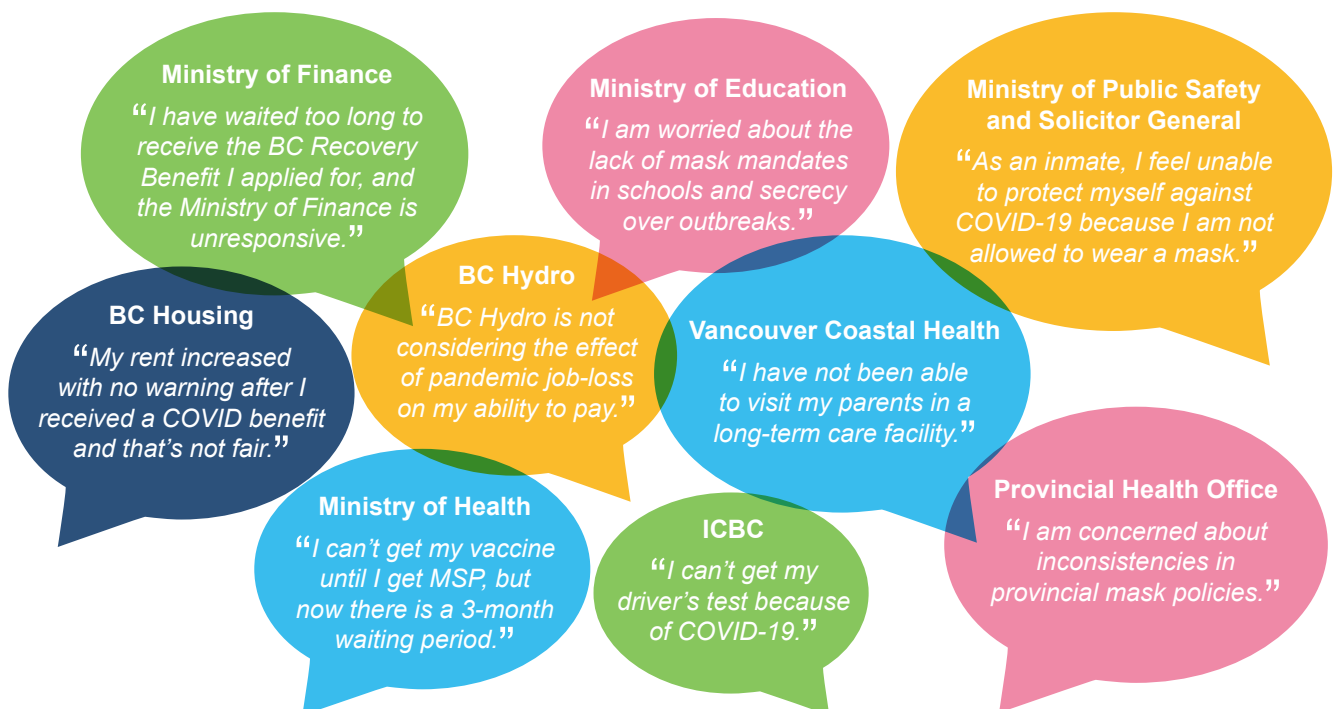 Ministry of Finance
“I have waited too long to
receive the BC Recovery
Benefit I applied for, and
the Ministry of Finance is
unresponsive.”
Ministry of Education
“I am worried about the
lack of mask mandates
in schools and secrecy
over outbreaks.”
Ministry of Public Safety
and Solicitor General
“As an inmate, I feel unable
to protect myself against
COVID-19 because I am not
allowed to wear a mask.”
BC Housing
“My rent increased
with no warning after I
received a COVID benefit
and that’s not fair.”
BC Hydro
“BC Hydro is not
considering the effect
of pandemic job-loss
on my ability to pay.”
Vancouver Coastal Health
“I have not been able
to visit my parents in a
long-term care facility.”
Ministry of Health
“I can’t get my vaccine
until I get MSP, but
now there is a 3-month
waiting period.”
ICBC
“I can’t get my
driver’s test because
of COVID-19.”
Provincial Health Office
“I am concerned about
inconsistencies in
provincial mask policies.”